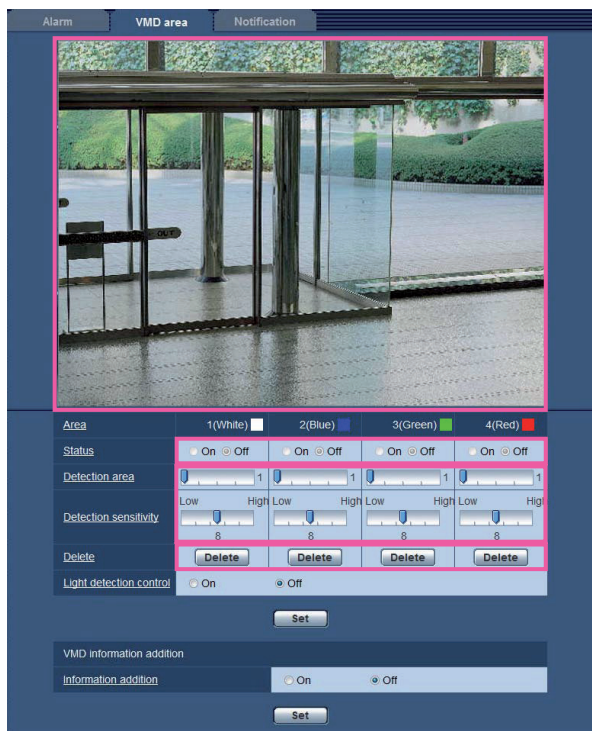 Alarm VMD area Notification
OUT
Area 1(White) 2(Blue) 3(Green) 4(Red)
Status On Off On Off On Off On Off
Detection area 1 1 1 1
Low High Low High Low High Low High
Detection sensitivity
8 8 8 8
Delete Delete Delete Delete Delete
Light detection control On Off
Set
VMD information addition
Information addition On Off
Set